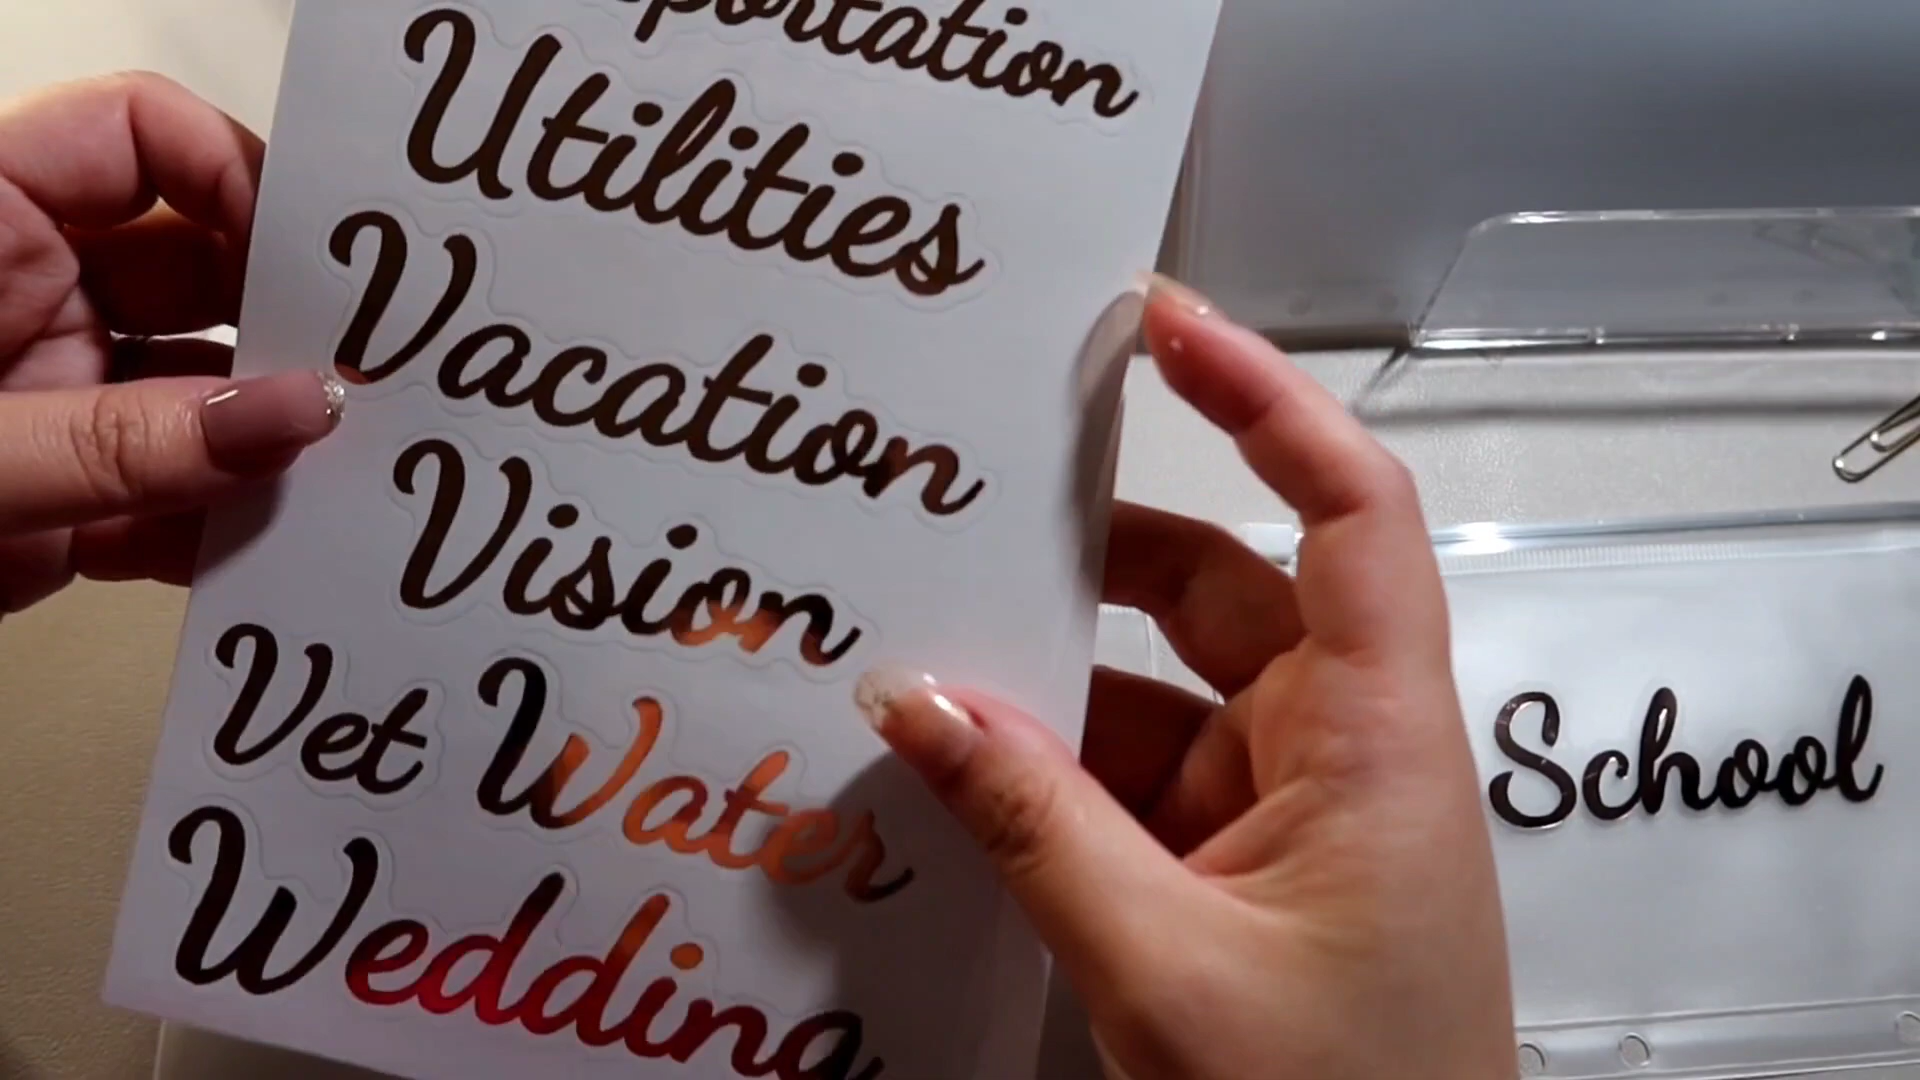 Utilities
Vacation
Vision
Vet Water
Wedding
School